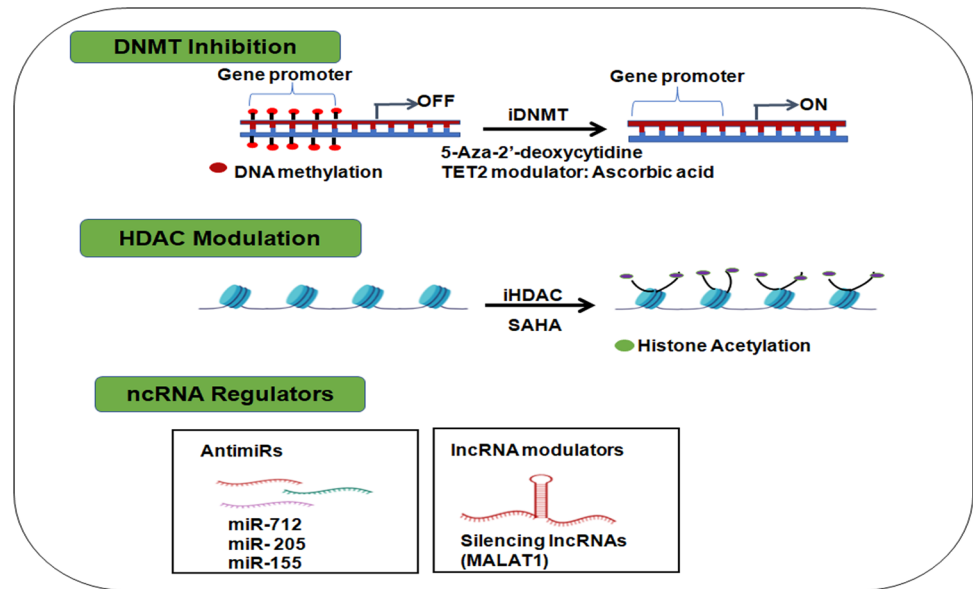 DNMT Inhibition
Gene promoter
OFF
DNA methylation
iDNMT
5-Aza-2’-deoxycytidine
TET2 modulator: Ascorbic acid
Gene promoter
ON
HDAC Modulation
iHDAC
SAHA
Histone Acetylation
ncRNA Regulators
AntimiRs
miR-712
miR- 205
miR-155
lncRNA modulators
Silencing lncRNAs
(MALAT1)